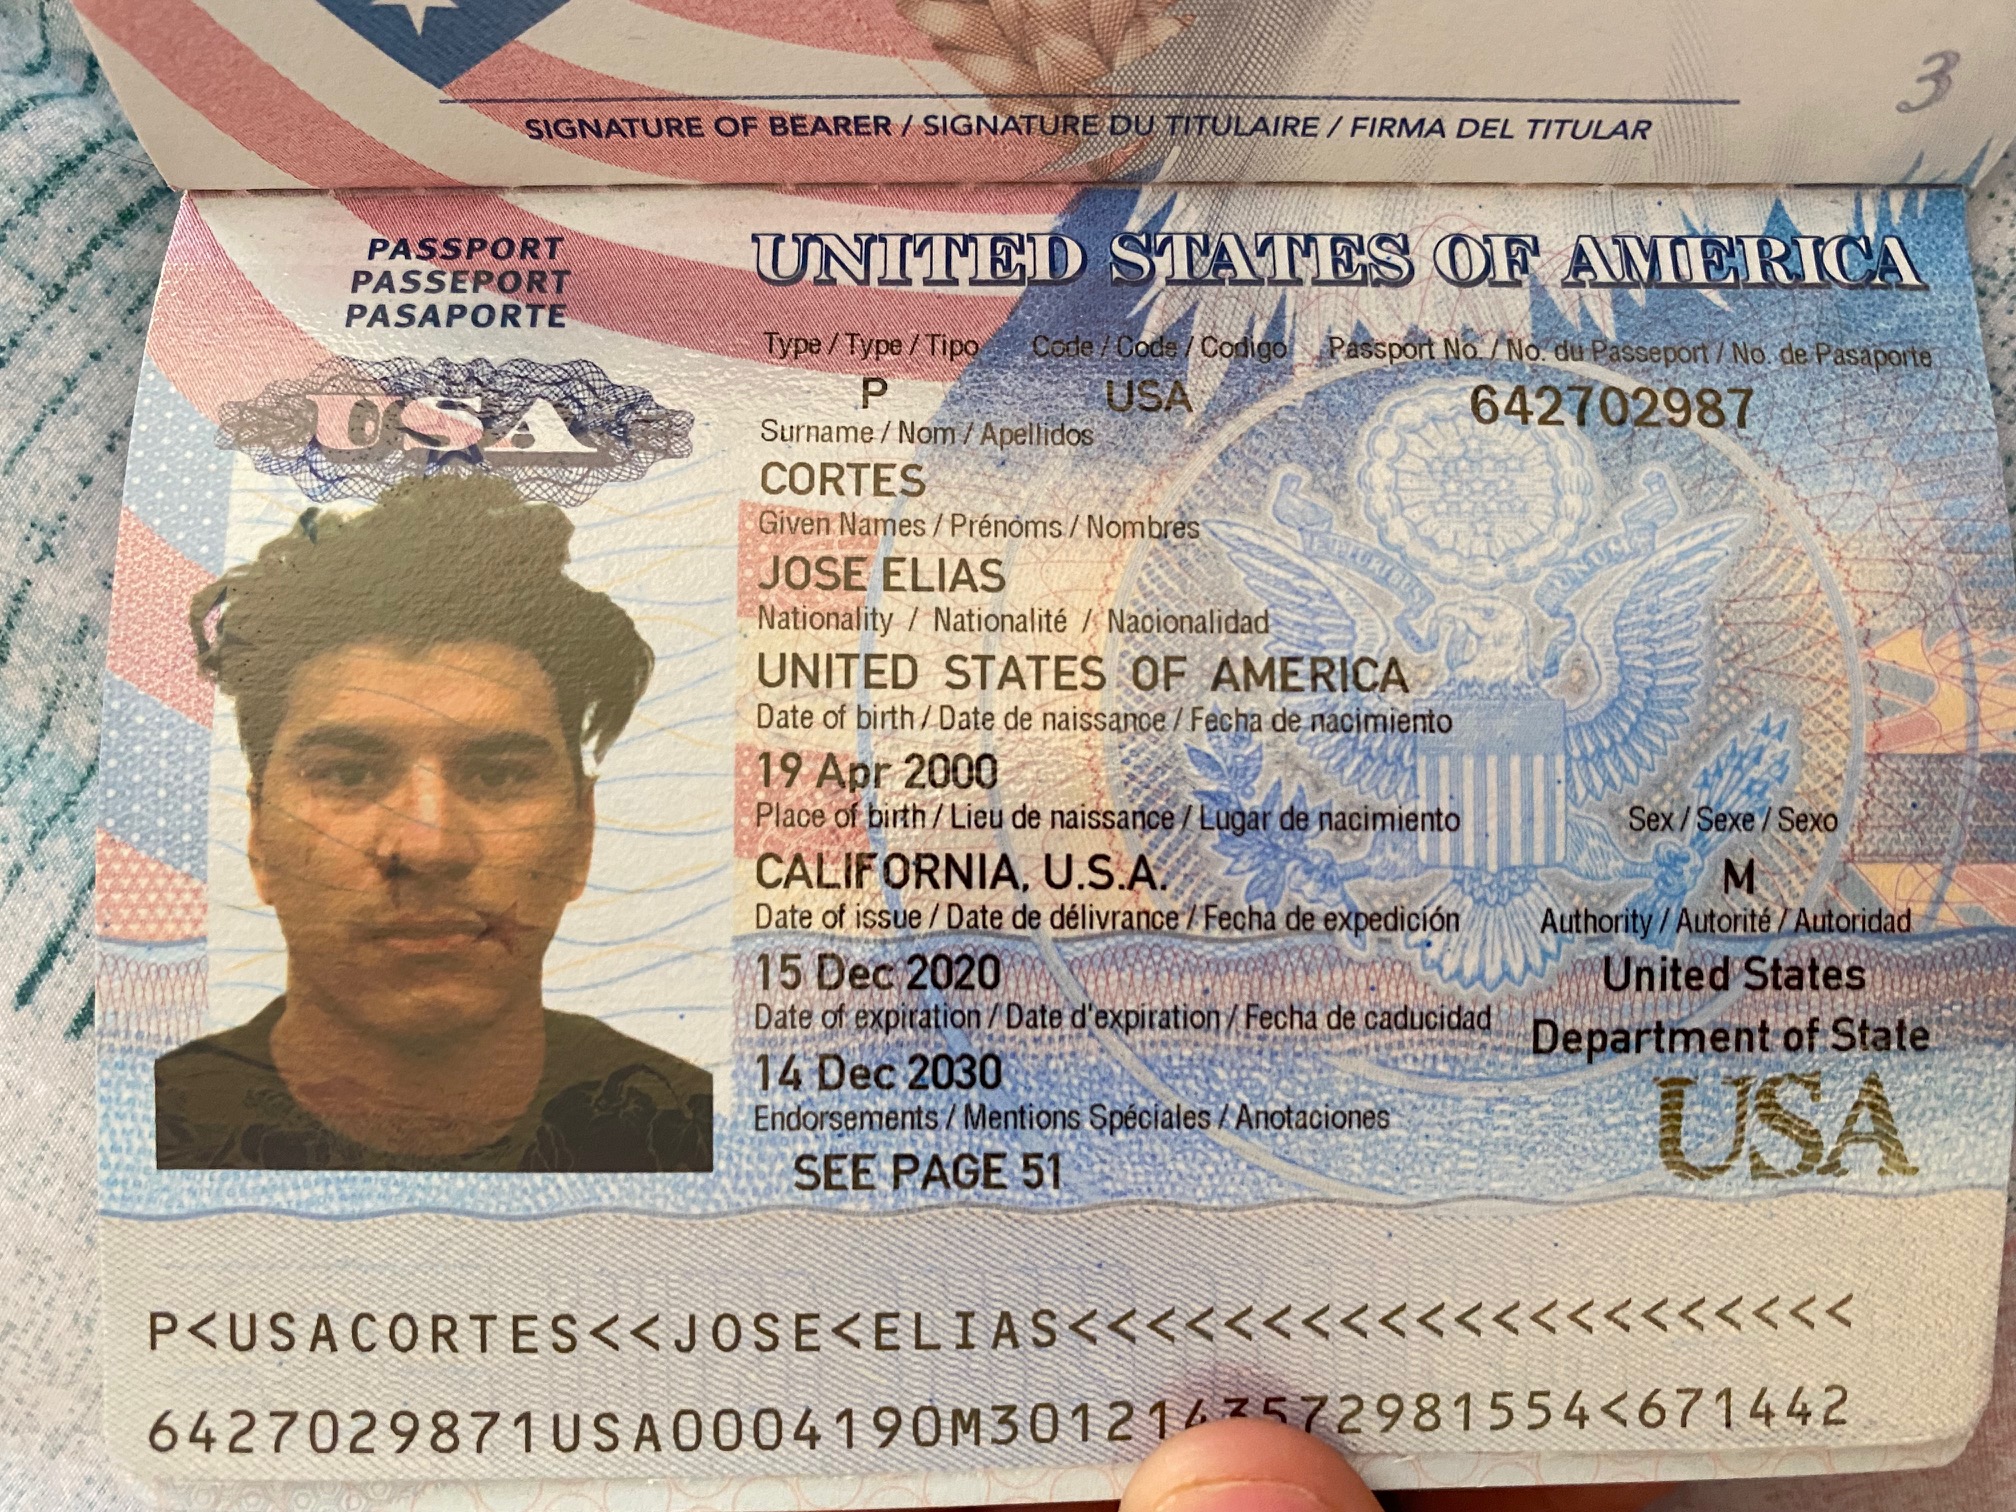 SIGNATURE OF BEARER / SIGNATURE DU TITULAIRE / FIRMA DEL TITULAR
3
PASSPORT
PASSEPORT
PASAPORTE
UNITED STATES OF AMERICA
USA
Type / Type / Tipo Code / Code / Codigo Passport No. / No. du Passeport / No. de Pasaporte
P USA 642702987
Surname / Nom / Apellidos
CORTES
Given Names / Prénoms / Nombres
JOSE ELIAS
Nationality / Nationalité / Nacionalidad
UNITED STATES OF AMERICA
Date of birth / Date de naissance / Fecha de nacimiento
19 Apr 2000
Place of birth / Lieu de naissance / Lugar de nacimiento Sex / Sexe / Sexo
CALIFORNIA, U.S.A. M
Date of issue / Date de délivrance / Fecha de expedición Authority / Autorité / Autoridad
15 Dec 2020 United States
Date of expiration / Date d'expiration / Fecha de caducidad Department of State
14 Dec 2030
Endorsements / Mentions Spéciales / Anotaciones
SEE PAGE 51
USA
P<USACORTES<<JOSE<ELIAS<<<<<<<<<<<<<<<<<<<<<
6427029871USA0004190M3012143572981554<671442